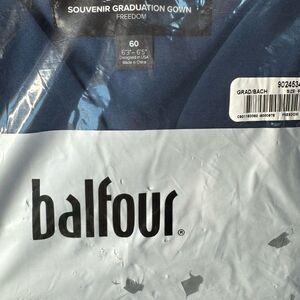 SOUVENIR GRADUATION GOWN
FREEDOM
60
6'3" - 6'5"
Designed in USA
Made in China
GRAD/BACH
balfour®